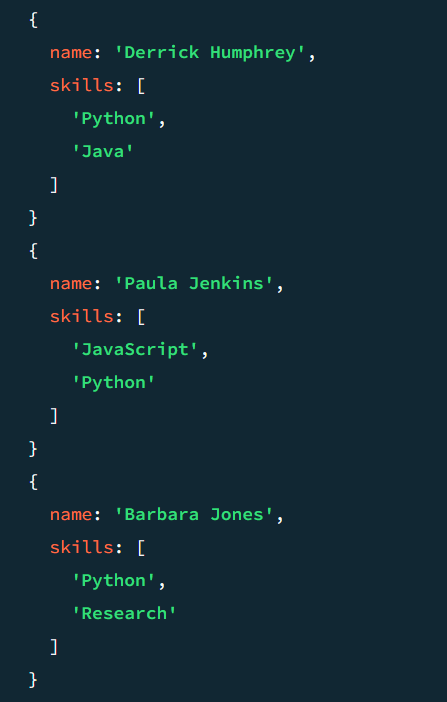 {
name: 'Derrick Humphrey',
skills: [
'Python',
'Java'
]
}
{
name: 'Paula Jenkins',
skills: [
'JavaScript',
'Python'
]
}
{
name: 'Barbara Jones',
skills: [
'Python',
'Research'
]
}